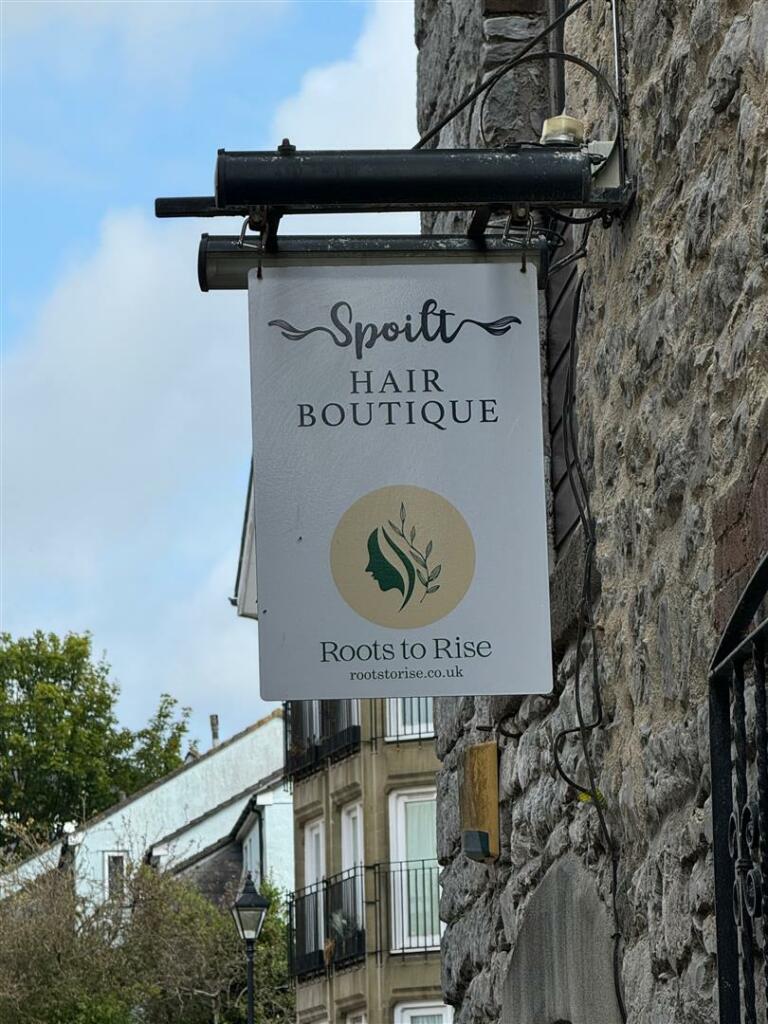 Spoilt
HAIR
BOUTIQUE
Roots to Rise
rootstorise.co.uk